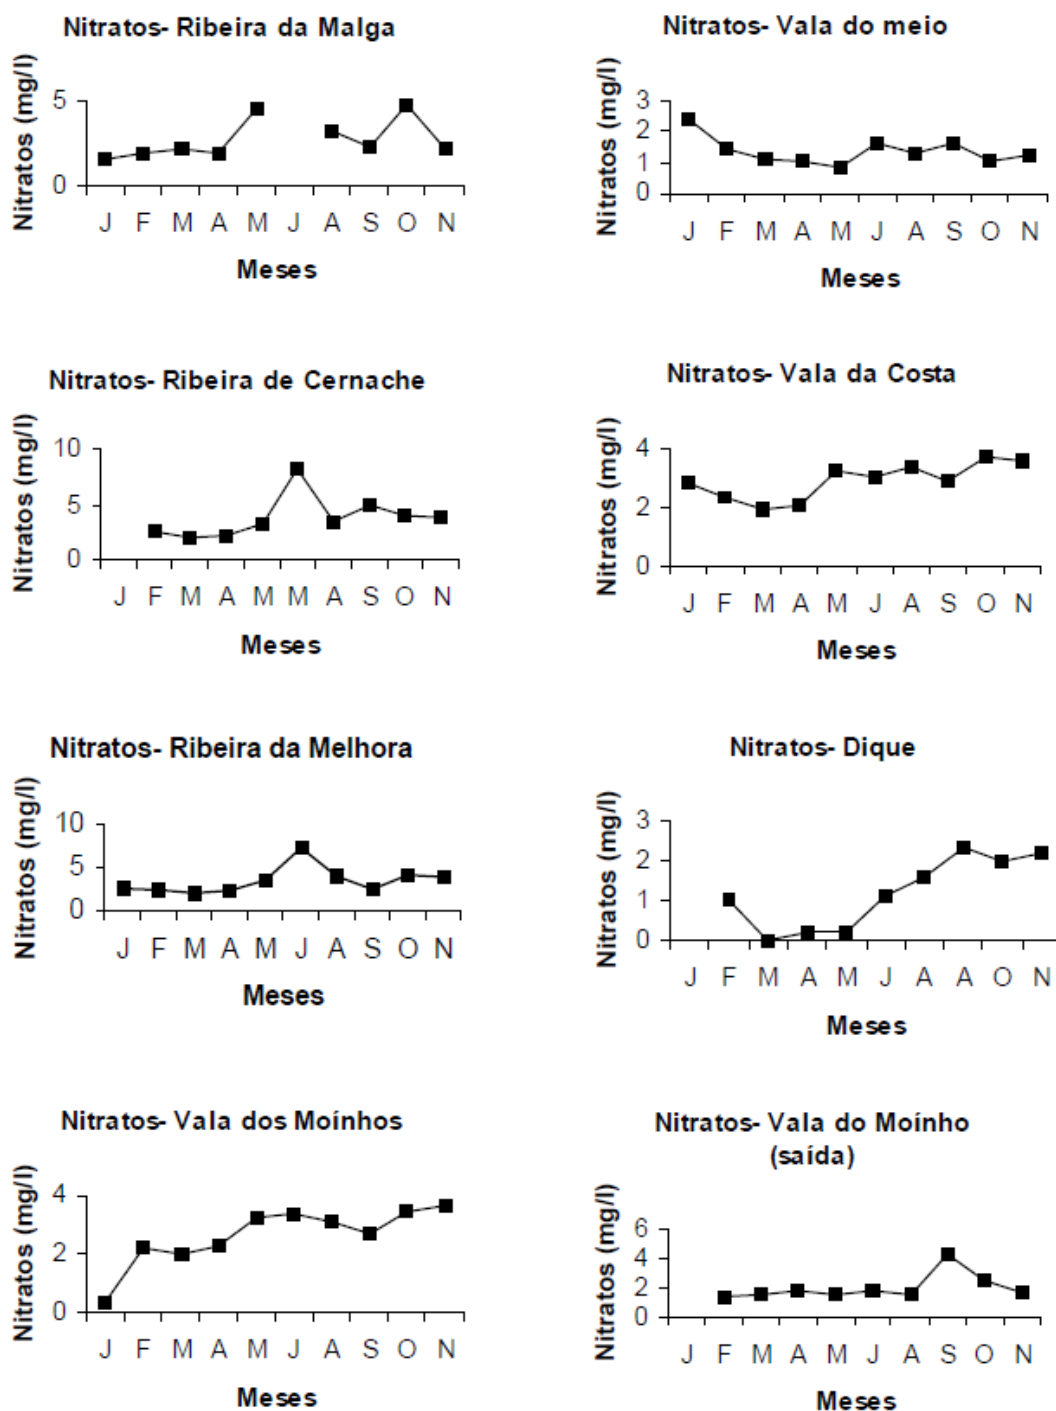 Nitratos- Ribeira da Malga
Nitratos (mg/l)
5
0
J F M A M J A S O N
Meses
Nitratos- Vala do meio
Nitratos (mg/l)
3
2
1
0
J F M A M J A S O N
Meses
Nitratos- Ribeira de Cernache
Nitratos (mg/l)
10
5
0
J F M A M M A S O N
Meses
Nitratos- Vala da Costa
Nitratos (mg/l)
4
2
0
J F M A M J A S O N
Meses
Nitratos- Ribeira da Melhora
Nitratos (mg/l)
10
5
0
J F M A M J A S O N
Meses
Nitratos- Dique
Nitratos (mg/l)
3
2
1
0
J F M A M J A A O N
Meses
Nitratos- Vala dos Moínhos
Nitratos (mg/l)
4
2
0
J F M A M J A S O N
Meses
Nitratos- Vala do Moínho
(saída)
Nitratos (mg/l)
6
4
2
0
J F M A M J A S O N
Meses